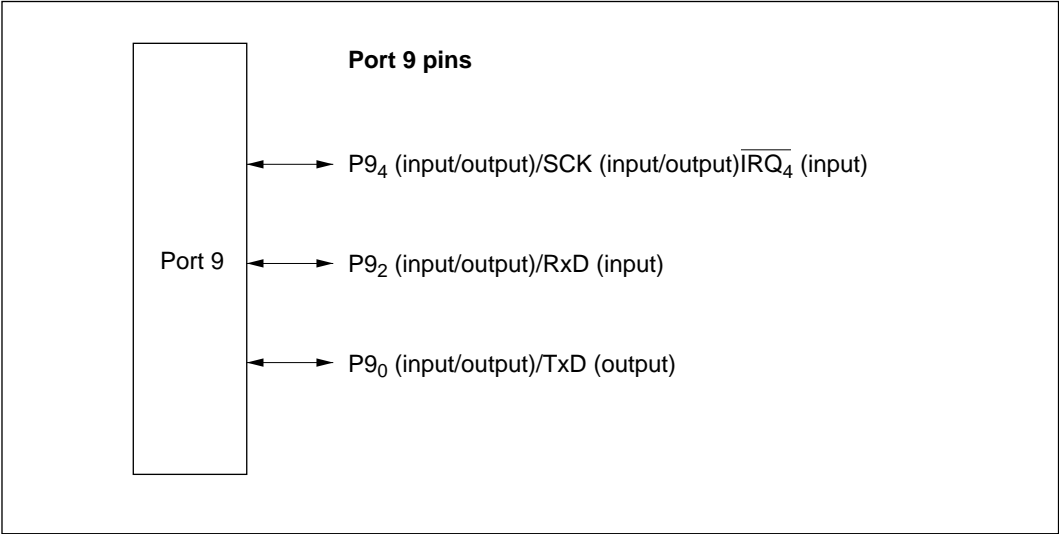 Port 9 pins
P9₄ (input/output)/SCK (input/output)I̅R̅Q̅₄̅ (input)
Port 9
P9₂ (input/output)/RxD (input)
P9₀ (input/output)/TxD (output)